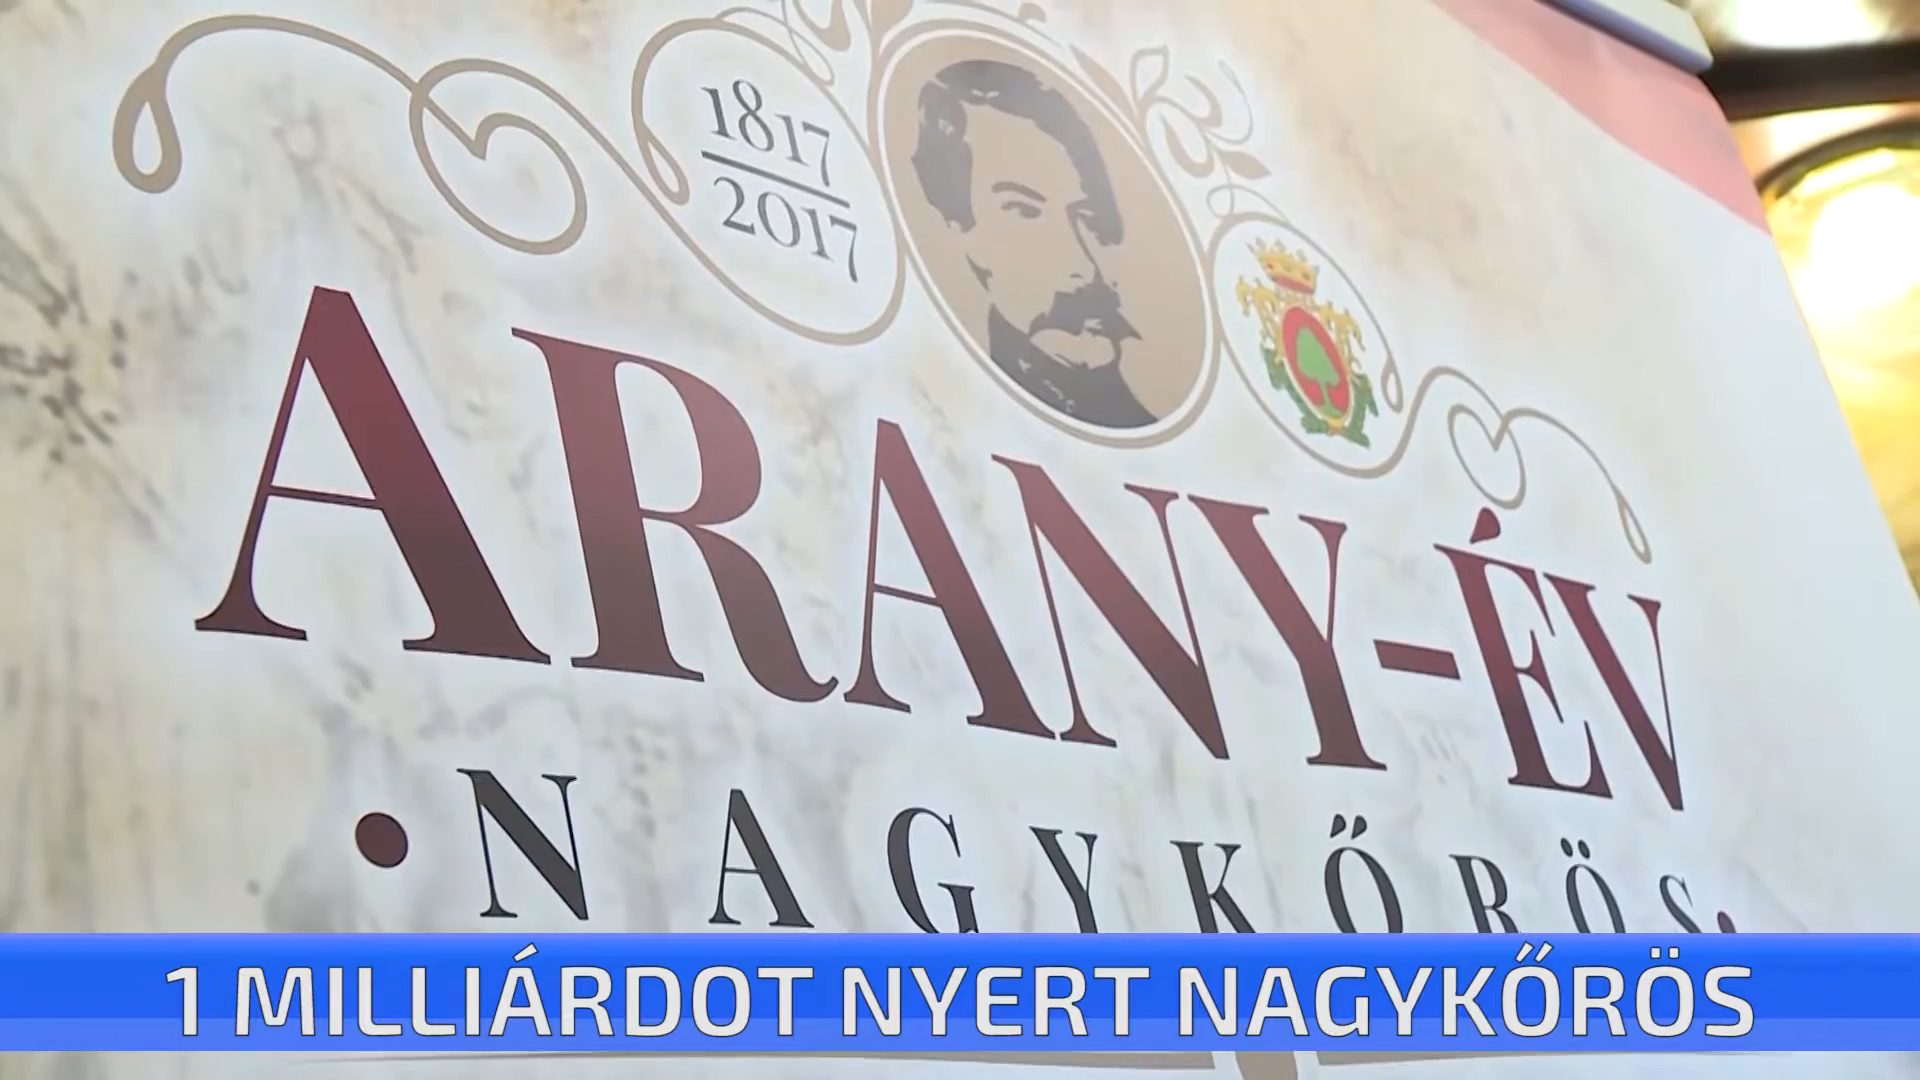 1817
2017
ARANY-ÉV
• NAGYKŐRÖS •
1 MILLIÁRDOT NYERT NAGYKŐRÖS